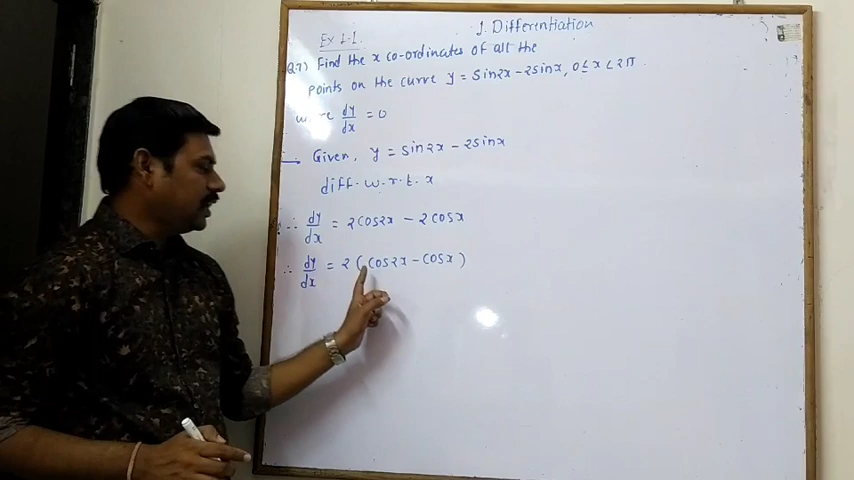 Ex 1.1
1. Differentiation
Q.7) Find the x co-ordinates of all the
points on the curve y = sin2x - 2sinx, 0 ≤ x < 2π
dy/dx = 0
Given, y = sin2x - 2sinx
diff. w.r.t. x
∴ dy/dx = 2cos2x - 2cosx
∴ dy/dx = 2(cos2x - cosx)